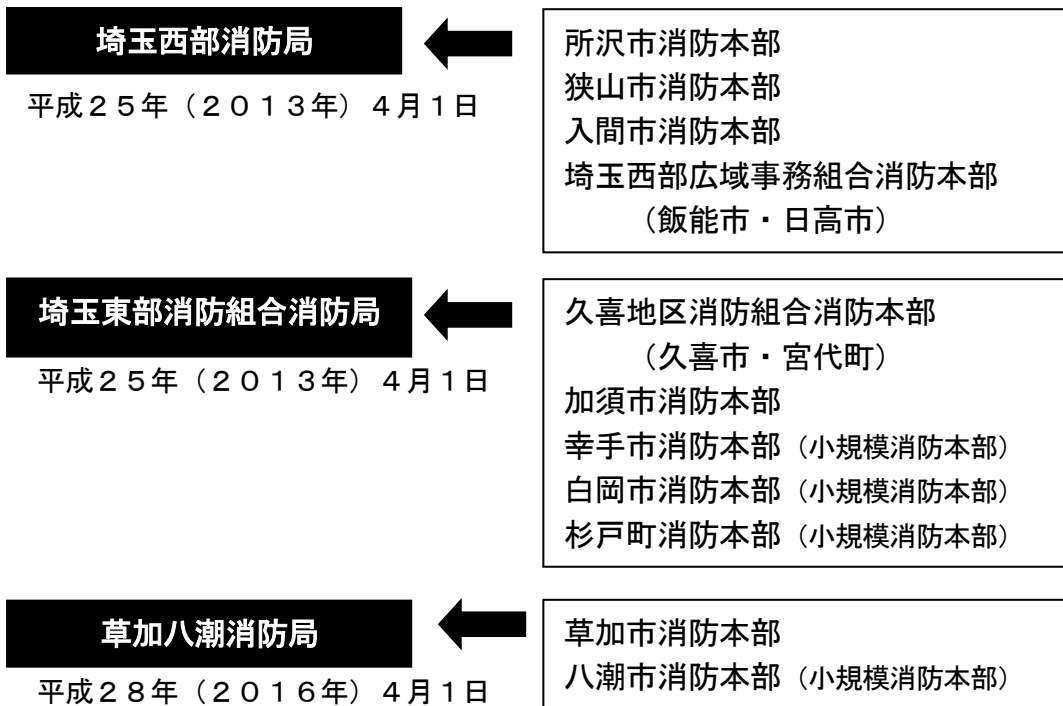 埼玉西部消防局
平成２５年（２０１３年）４月１日
所沢市消防本部
狭山市消防本部
入間市消防本部
埼玉西部広域事務組合消防本部
（飯能市・日高市）
埼玉東部消防組合消防局
平成２５年（２０１３年）４月１日
久喜地区消防組合消防本部
（久喜市・宮代町）
加須市消防本部
幸手市消防本部（小規模消防本部）
白岡市消防本部（小規模消防本部）
杉戸町消防本部（小規模消防本部）
草加八潮消防局
平成２８年（２０１６年）４月１日
草加市消防本部
八潮市消防本部（小規模消防本部）